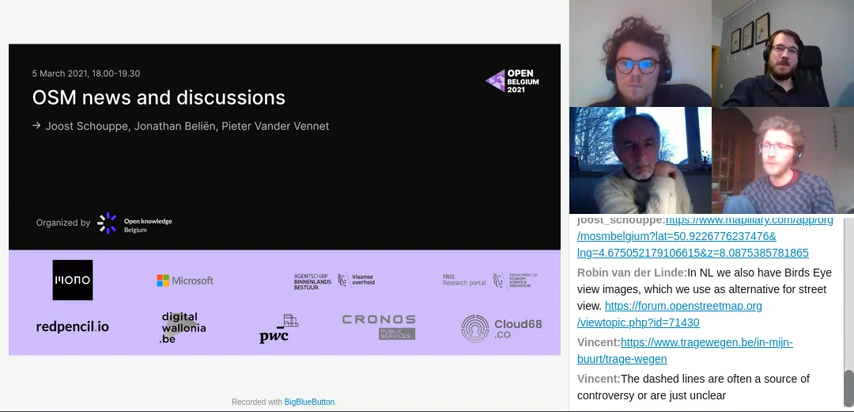 5 March 2021, 18.00-19.30
OPEN
BELGIUM
2021
OSM news and discussions
→ Joost Schouppe, Jonathan Beliën, Pieter Vander Vennet
Organized by
Open knowledge
Belgium
MONO
Microsoft
AGENTSCHAP
BINNENLANDS
BESTUUR
Vlaamse
overheid
FRIS
Research portal
DEPARTMENT OF
ECONOMY
SCIENCE &
INNOVATION
redpencil.io
digital
wallonia
.be
pwc
CRONOS
PUBLIC
SERVICES
Cloud68
.CO
Recorded with BigBlueButton.
joost_schouppe:https://www.mapillary.com/app/org
/mosmbelgium?lat=50.9226776237476&
lng=4.675052179106615&z=8.0875385781865
Robin van der Linde:In NL we also have Birds Eye
view images, which we use as alternative for street
view. https://forum.openstreetmap.org
/viewtopic.php?id=71430
Vincent:https://www.tragewegen.be/in-mijn-
buurt/trage-wegen
Vincent:The dashed lines are often a source of
controversy or are just unclear